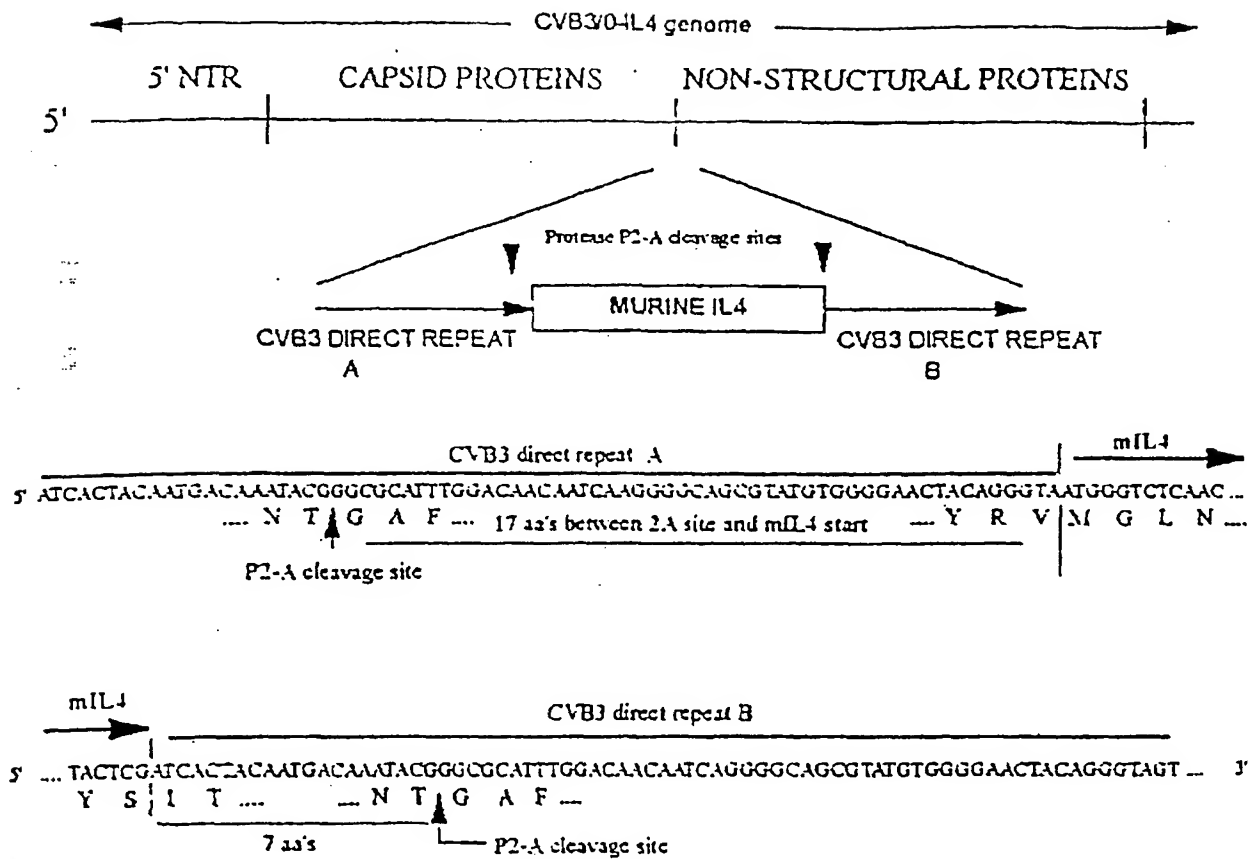 CVB3/0-IL4 genome
5' NTR CAPSID PROTEINS NON-STRUCTURAL PROTEINS
5'
Protease P2-A cleavage sites
MURINE IL4
CVB3 DIRECT REPEAT A
CVB3 DIRECT REPEAT B
CVB3 direct repeat A mIL4
5' ATCACTACAATGACAAATACGGGCGCATTTGGACAACAATCAAGGGGCAGCGTATGTGGGGAACTACAGGGTAATGGGTCTCAAC...
.... N T G A F .... 17 aa's between 2A site and mIL4 start .... Y R V M G L N ....
P2-A cleavage site
mIL4 CVB3 direct repeat B
5' .... TACTCGATCACTACAATGACAAATACGGGCGCATTTGGACAACAATCAGGGGCAGCGTATGTGGGGAACTACAGGGTAGT ... 3'
Y S I T .... .... N T G A F ....
7 aa's P2-A cleavage site